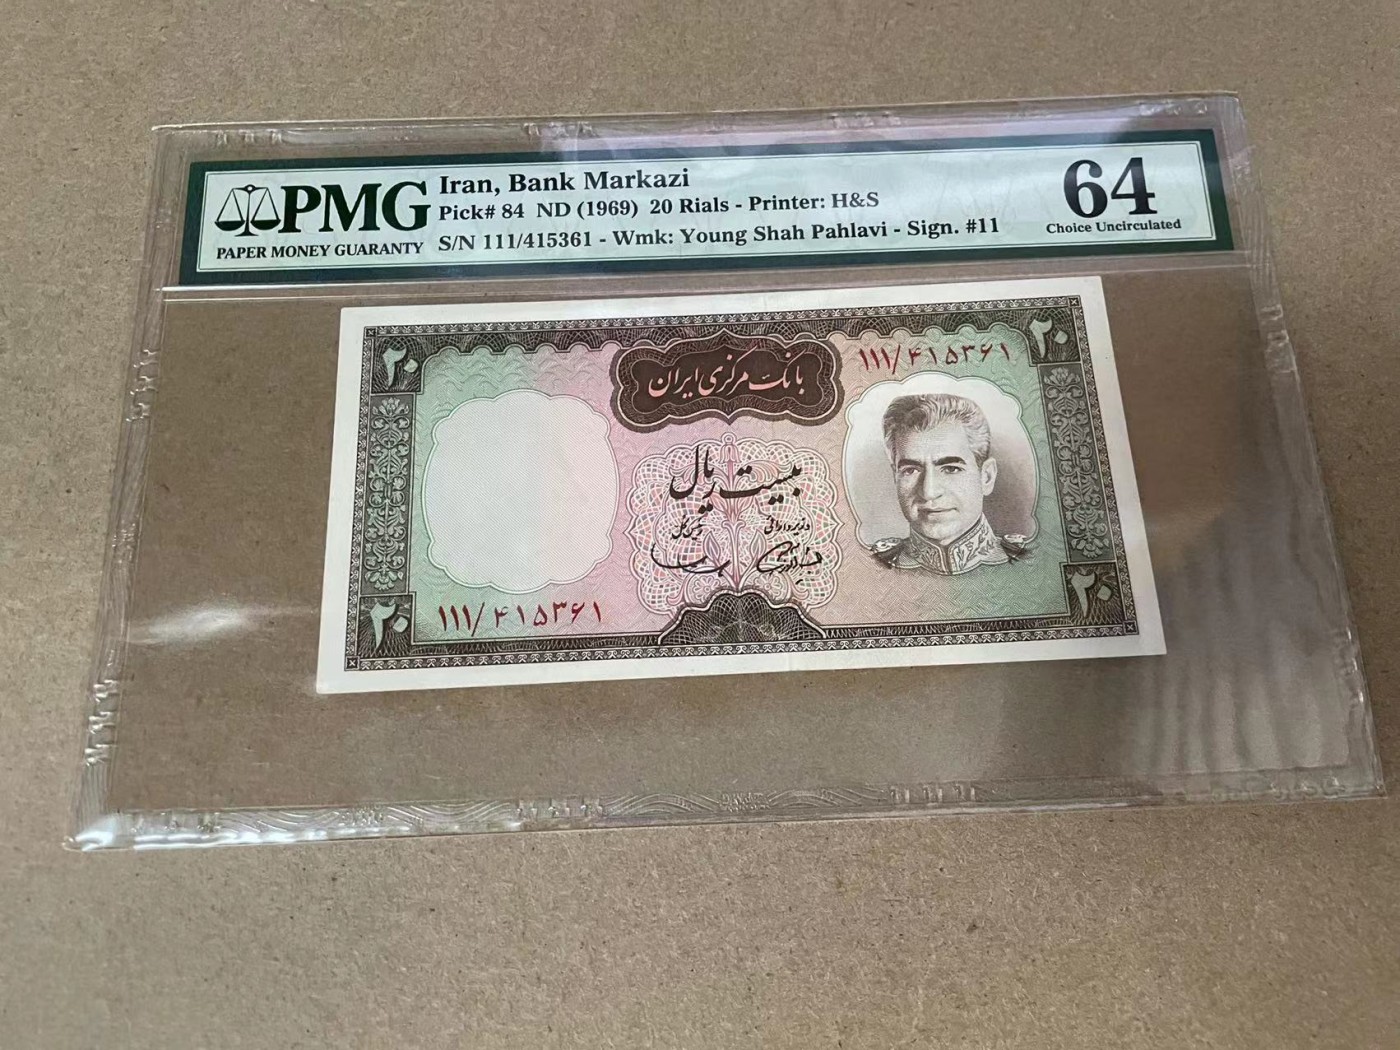 PMG
PAPER MONEY GUARANTY
Iran, Bank Markazi
Pick# 84 ND (1969) 20 Rials - Printer: H&S
S/N 111/415361 - Wmk: Young Shah Pahlavi - Sign. #11
64
Choice Uncirculated
۲۰
بانک مرکزی ایران
۱۱۱/۴۱۵۳۶۱
۲۰
بیست ریال
وزیر دارائی
۱۱۱/۴۱۵۳۶۱
۲۰
۲۰